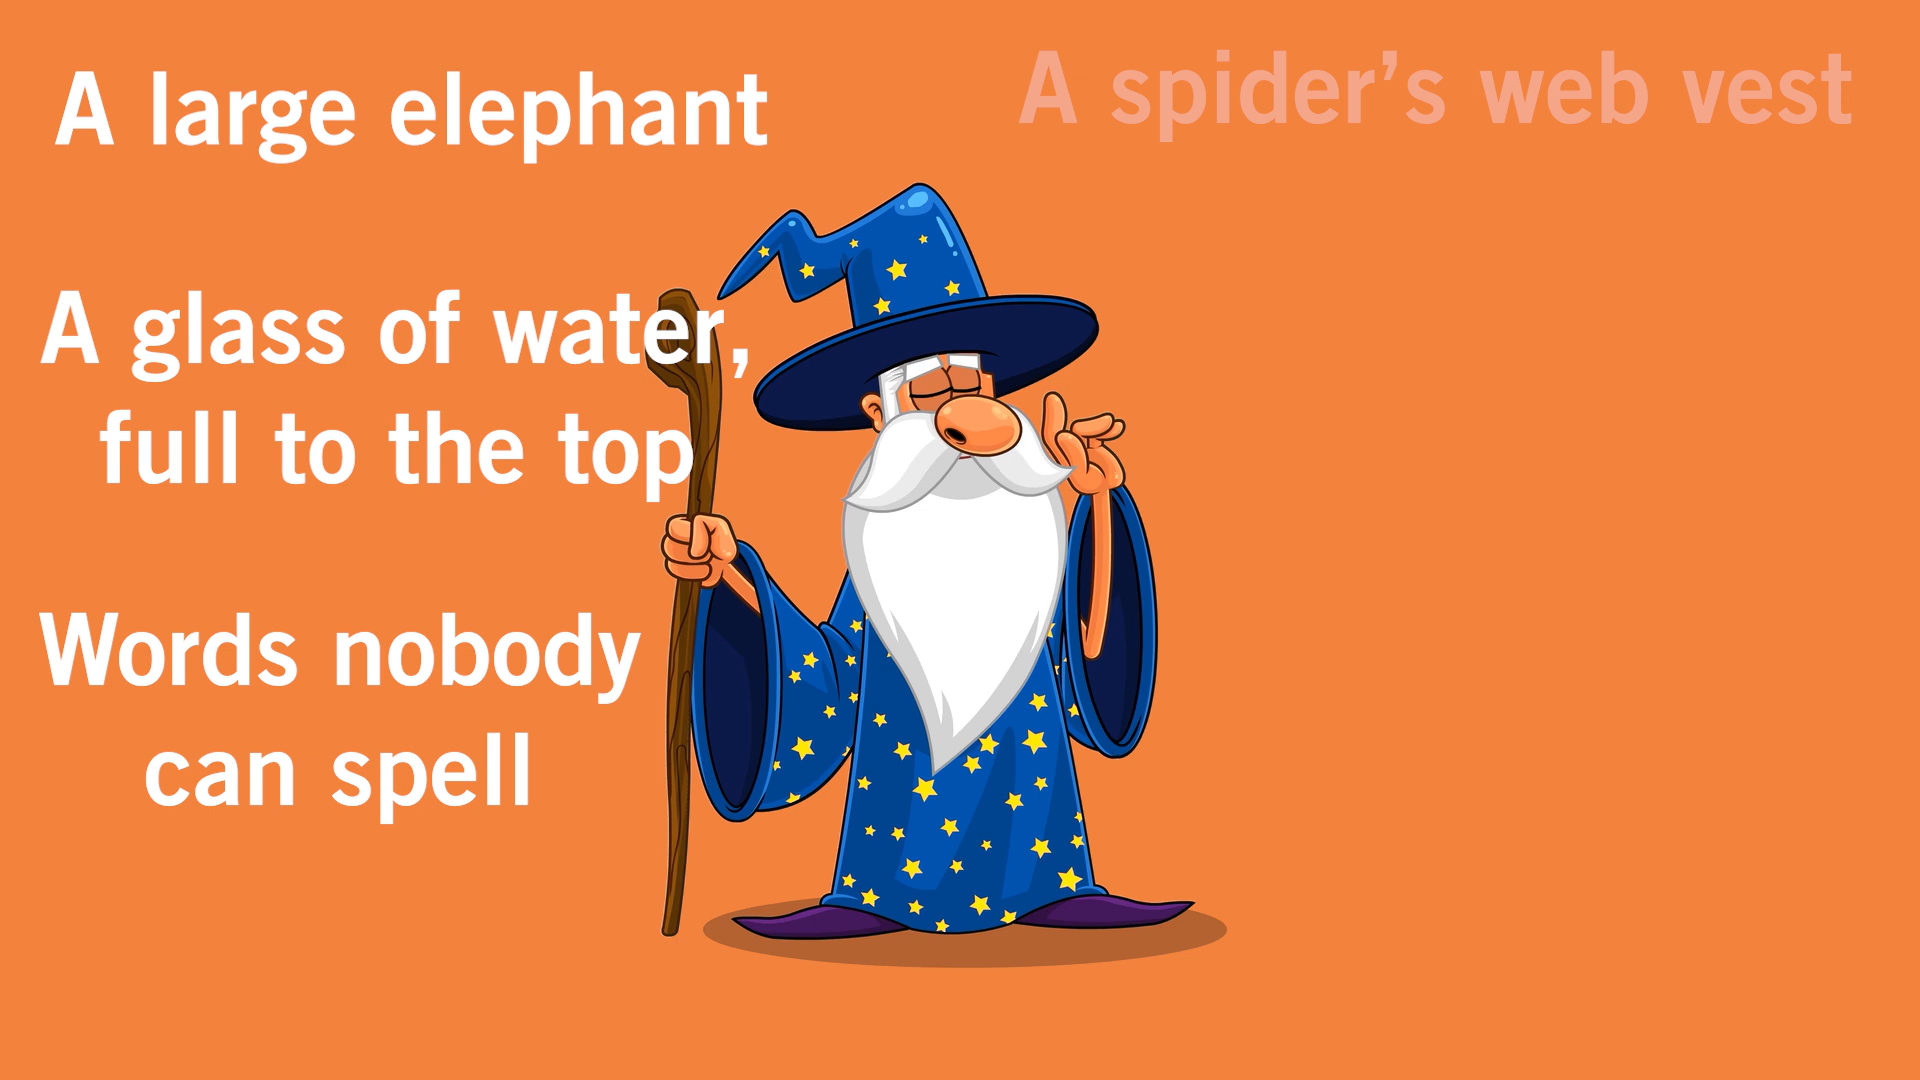 A large elephant
A glass of water,
full to the top
Words nobody
can spell
A spider’s web vest